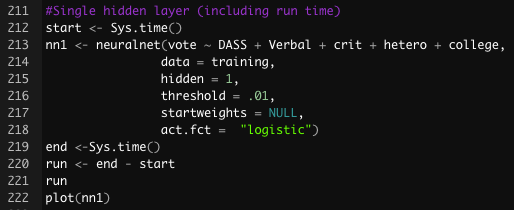 211 #Single hidden layer (including run time)
212 start <- Sys.time()
213 nn1 <- neuralnet(vote ~ DASS + Verbal + crit + hetero + college,
214 data = training,
215 hidden = 1,
216 threshold = .01,
217 startweights = NULL,
218 act.fct =  "logistic")
219 end <-Sys.time()
220 run <- end - start
221 run
222 plot(nn1)